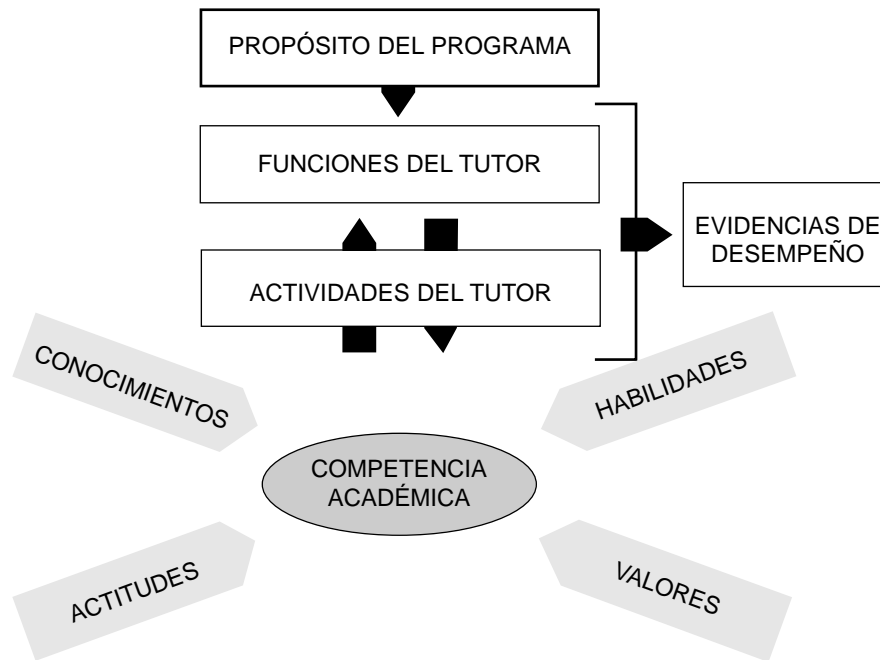 PROPÓSITO DEL PROGRAMA
FUNCIONES DEL TUTOR
EVIDENCIAS DE
DESEMPEÑO
ACTIVIDADES DEL TUTOR
CONOCIMIENTOS
HABILIDADES
COMPETENCIA
ACADÉMICA
ACTITUDES
VALORES